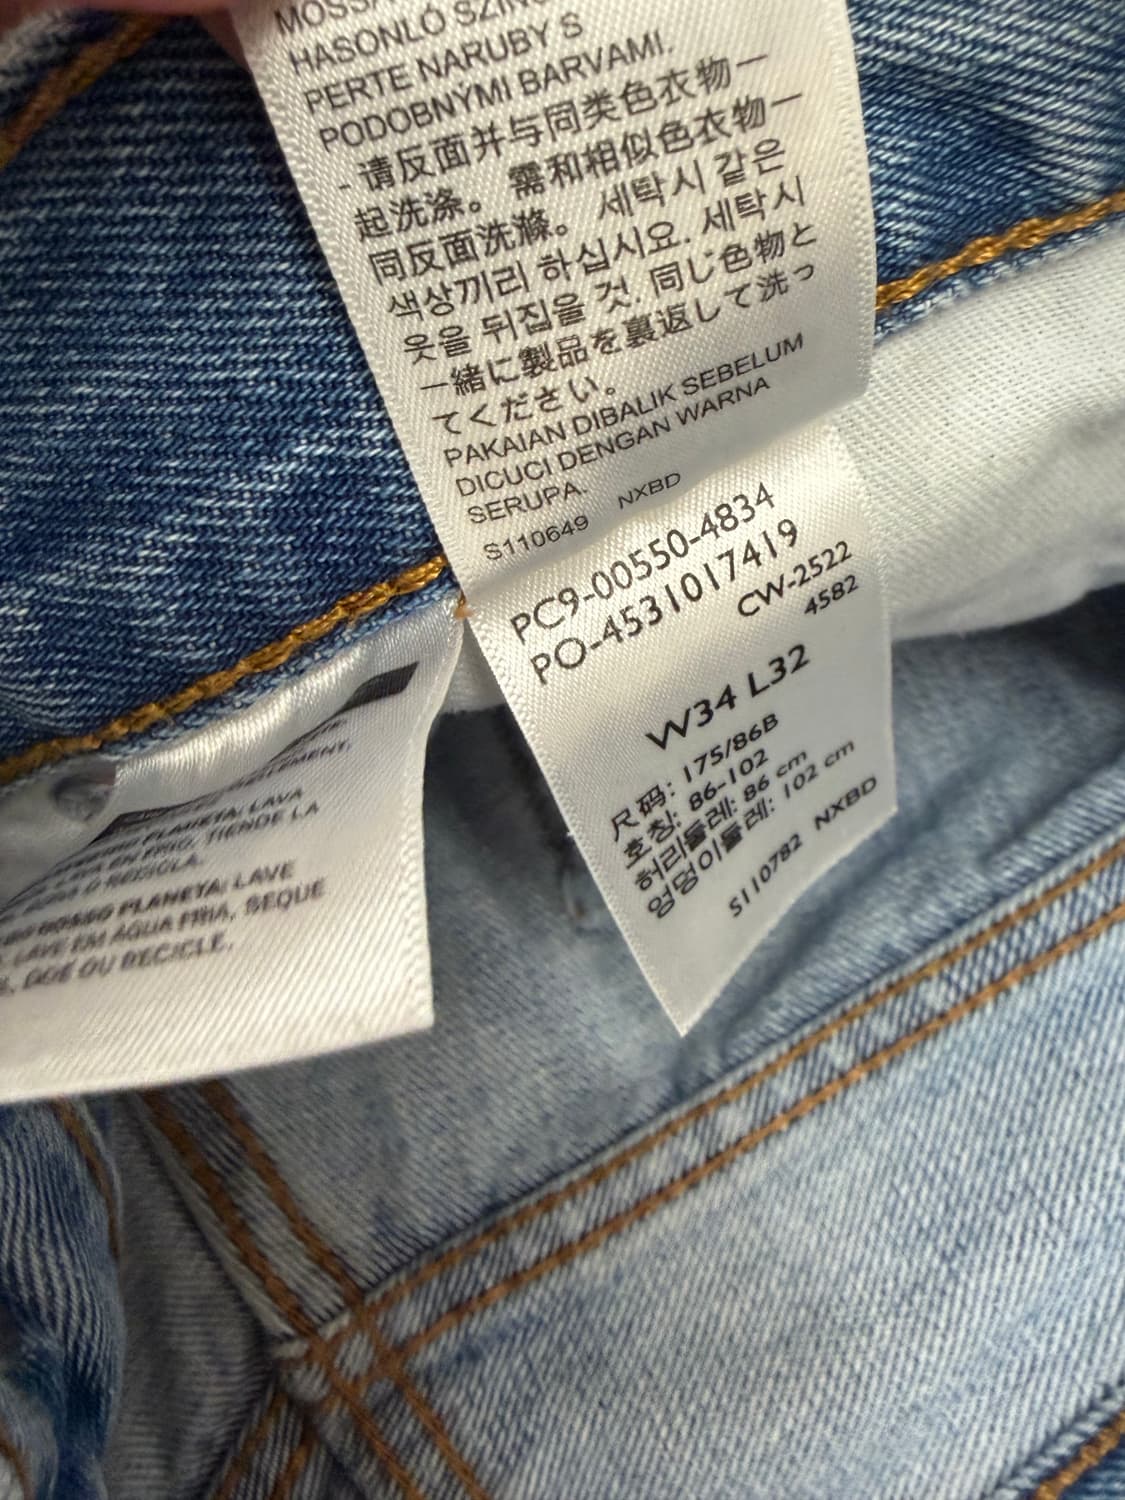 HASONLÓ
PERTE NARUBY S
PODOBNÝMI BARVAMI.
- 请反面并与同类色衣物一
起洗涤。 需和相似色衣物一
同反面洗滌。 세탁시 같은
색상끼리 하십시요. 세탁시
옷을 뒤집을 것. 同じ色物と
一緒に製品を裏返して洗っ
てください。
PAKAIAN DIBALIK SEBELUM
DICUCI DENGAN WARNA
SERUPA.
S110649 NXBD
PC9-00550-4834
PO-4531017419
CW-2522
4582
W34 L32
尺码: 175/86B
호칭: 86-102
허리둘레: 86 cm
엉덩이둘레: 102 cm
S110782 NXBD
PLANETA: LAVA
EN FRIO, TIENDE LA
O RECICLA.
NOSSO PLANETA: LAVE
LAVE EM ÁGUA FRIA, SEQUE
DOE OU RECICLE.